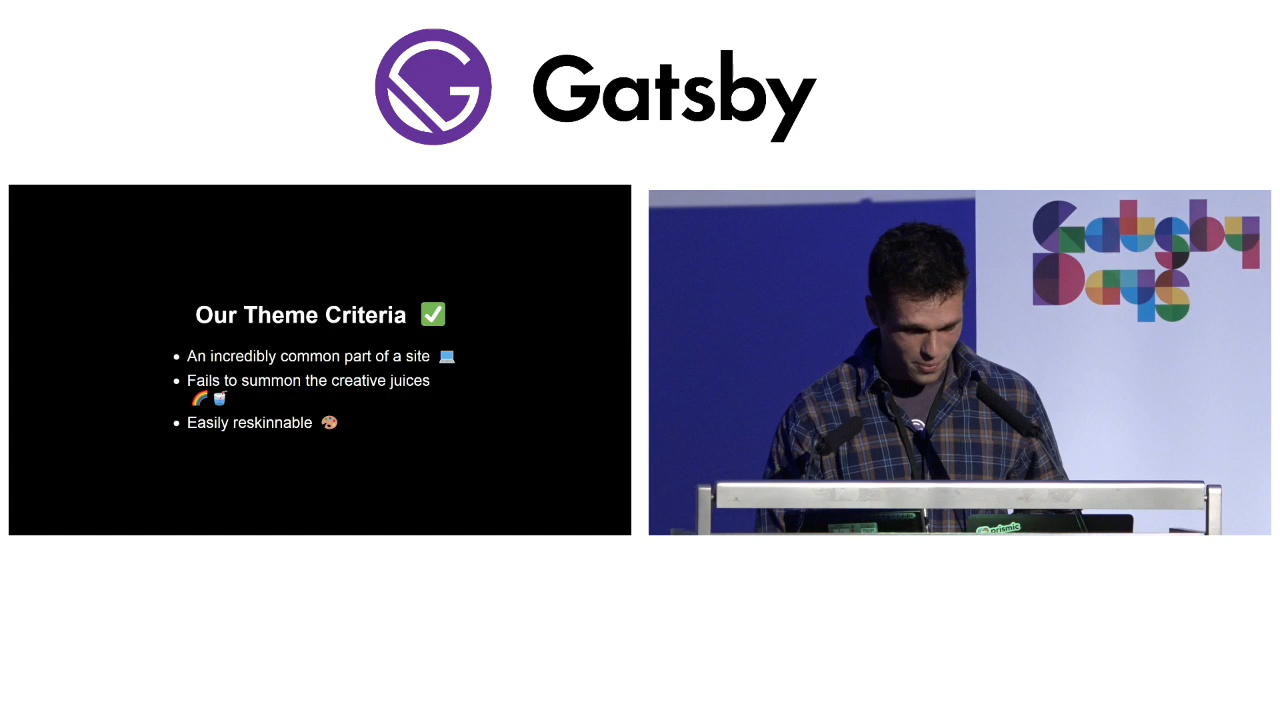 Gatsby
Our Theme Criteria ✅
• An incredibly common part of a site 💻
• Fails to summon the creative juices
🌈🥤
• Easily reskinnable 🎨
Gatsby
Days
prismic